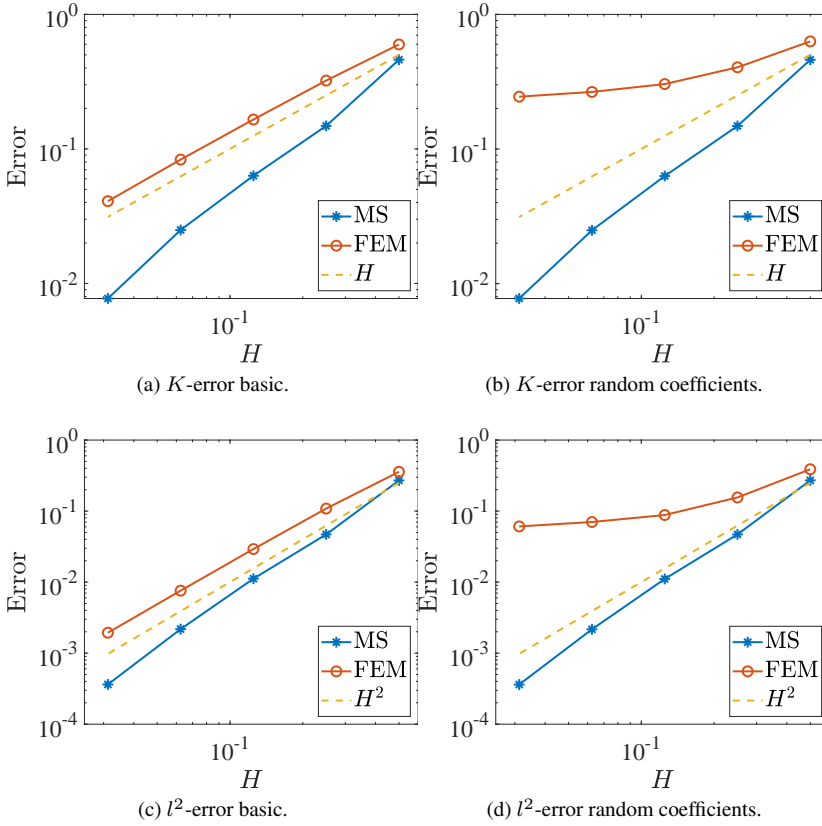 10^0
10^-1
10^-2
Error
10^-1
H
MS
FEM
H
(a) K-error basic.
10^0
10^-1
10^-2
Error
10^-1
H
MS
FEM
H
(b) K-error random coefficients.
10^0
10^-1
10^-2
10^-3
10^-4
Error
10^-1
H
MS
FEM
H^2
(c) l^2-error basic.
10^0
10^-1
10^-2
10^-3
10^-4
Error
10^-1
H
MS
FEM
H^2
(d) l^2-error random coefficients.